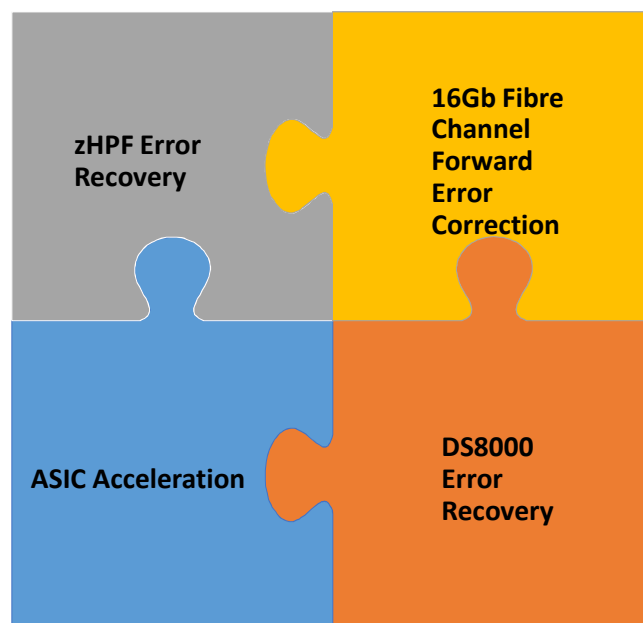 zHPF Error
Recovery
16Gb Fibre
Channel
Forward
Error
Correction
ASIC Acceleration
DS8000
Error
Recovery